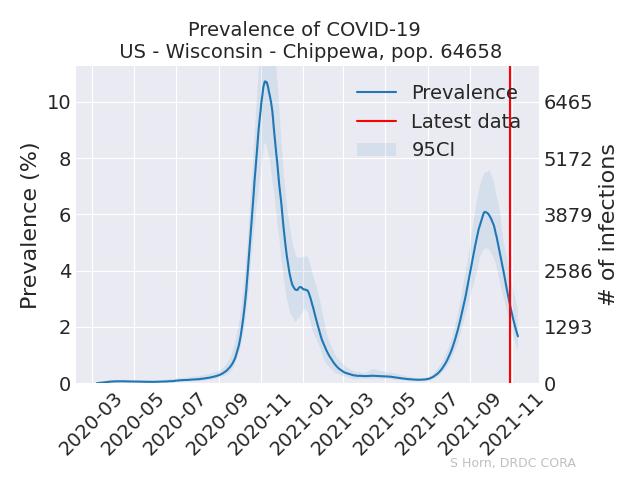 Prevalence of COVID-19
US - Wisconsin - Chippewa, pop. 64658
Prevalence
Latest data
95CI
Prevalence (%)
10
8
6
4
2
0
6465
5172
3879
2586
1293
0
# of infections
2020-03
2020-05
2020-07
2020-09
2020-11
2021-01
2021-03
2021-05
2021-07
2021-09
2021-11
S Horn, DRDC CORA